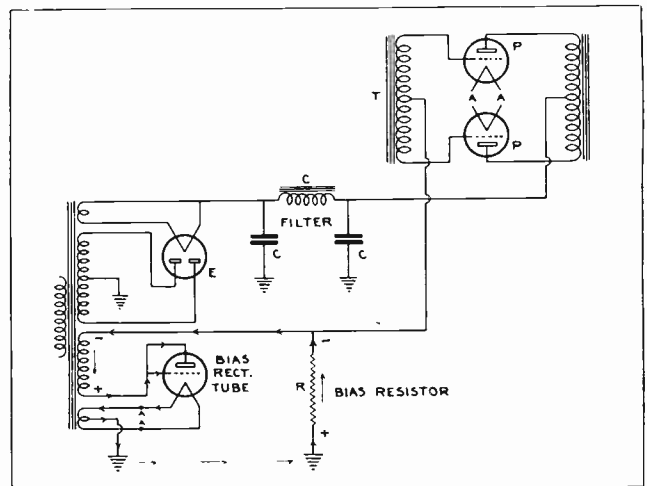 P
T
A A
P
C
FILTER
C C
E
−
+
BIAS
RECT.
TUBE
A
A
−
R
BIAS RESISTOR
+